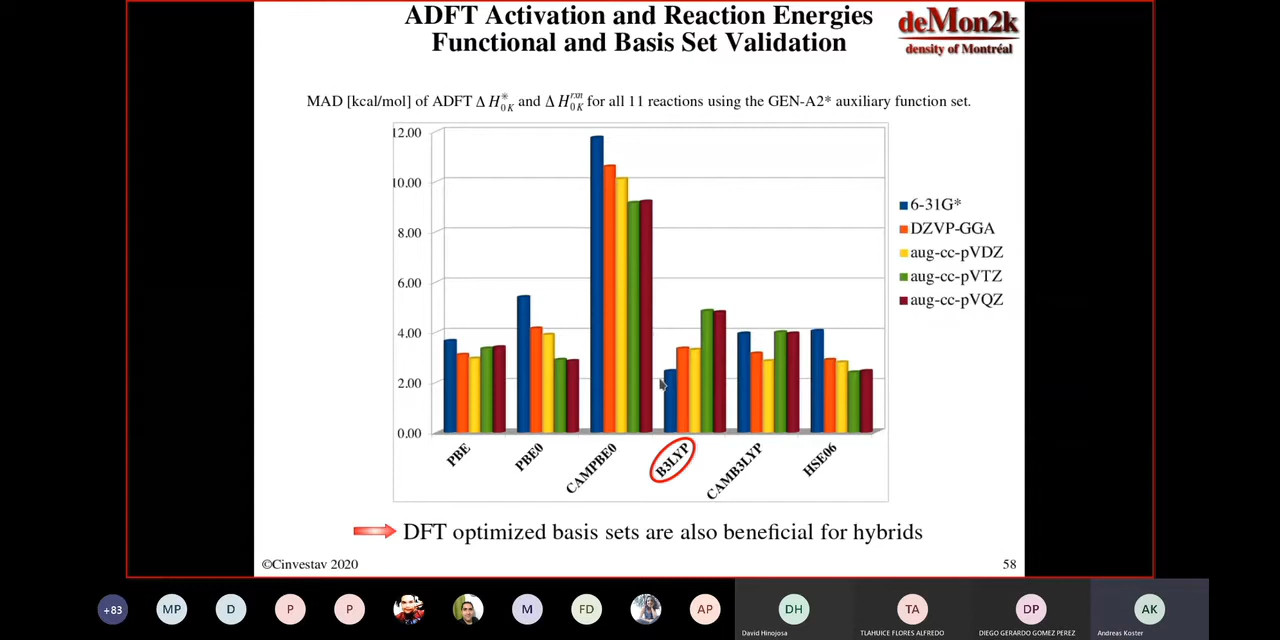 ADFT Activation and Reaction Energies
Functional and Basis Set Validation
deMon2k
density of Montréal
MAD [kcal/mol] of ADFT Δ H*0K and Δ Hrxn0K for all 11 reactions using the GEN-A2* auxiliary function set.
12.00
10.00
8.00
6.00
4.00
2.00
0.00
PBE
PBE0
CAMPBE0
B3LYP
CAMB3LYP
HSE06
6-31G*
DZVP-GGA
aug-cc-pVDZ
aug-cc-pVTZ
aug-cc-pVQZ
DFT optimized basis sets are also beneficial for hybrids
©Cinvestav 2020
58
+83
MP
D
P
P
M
FD
AP
DH
TA
DP
AK
David Hinojosa
TLAHUICE FLORES ALFREDO
DIEGO GERARDO GOMEZ PEREZ
Andreas Koster